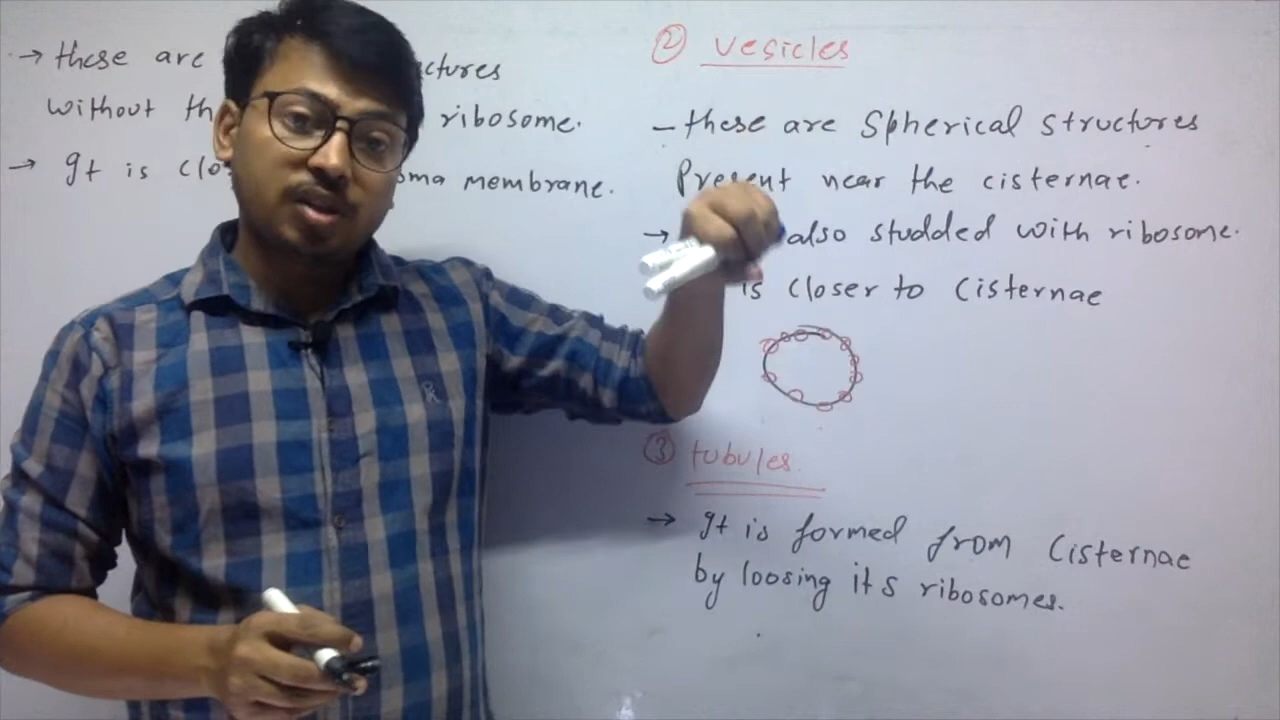 → these are ctures
without th ribosome.
→ It is clo sma membrane.
② Vesicles
- these are Spherical structures
Present near the cisternae.
→ also studded with ribosome.
is closer to Cisternae
③ tubules
→ It is formed from Cisternae
by loosing its ribosomes.